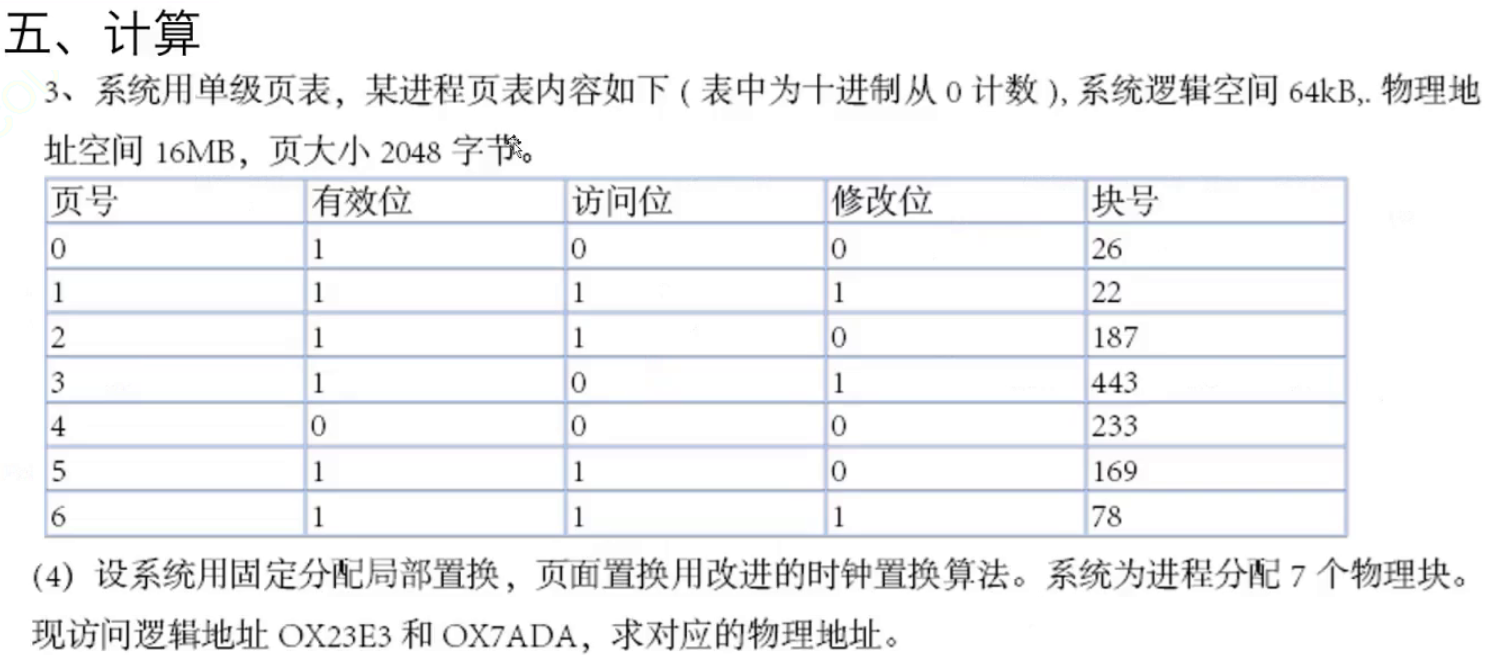 五、计算
3、系统用单级页表，某进程页表内容如下 ( 表中为十进制从 0 计数 ), 系统逻辑空间 64kB,. 物理地
址空间 16MB，页大小 2048 字节。
页号 有效位 访问位 修改位 块号
0 1 0 0 26
1 1 1 1 22
2 1 1 0 187
3 1 0 1 443
4 0 0 0 233
5 1 1 0 169
6 1 1 1 78
(4) 设系统用固定分配局部置换，页面置换用改进的时钟置换算法。系统为进程分配 7 个物理块。
现访问逻辑地址 OX23E3 和 OX7ADA，求对应的物理地址。